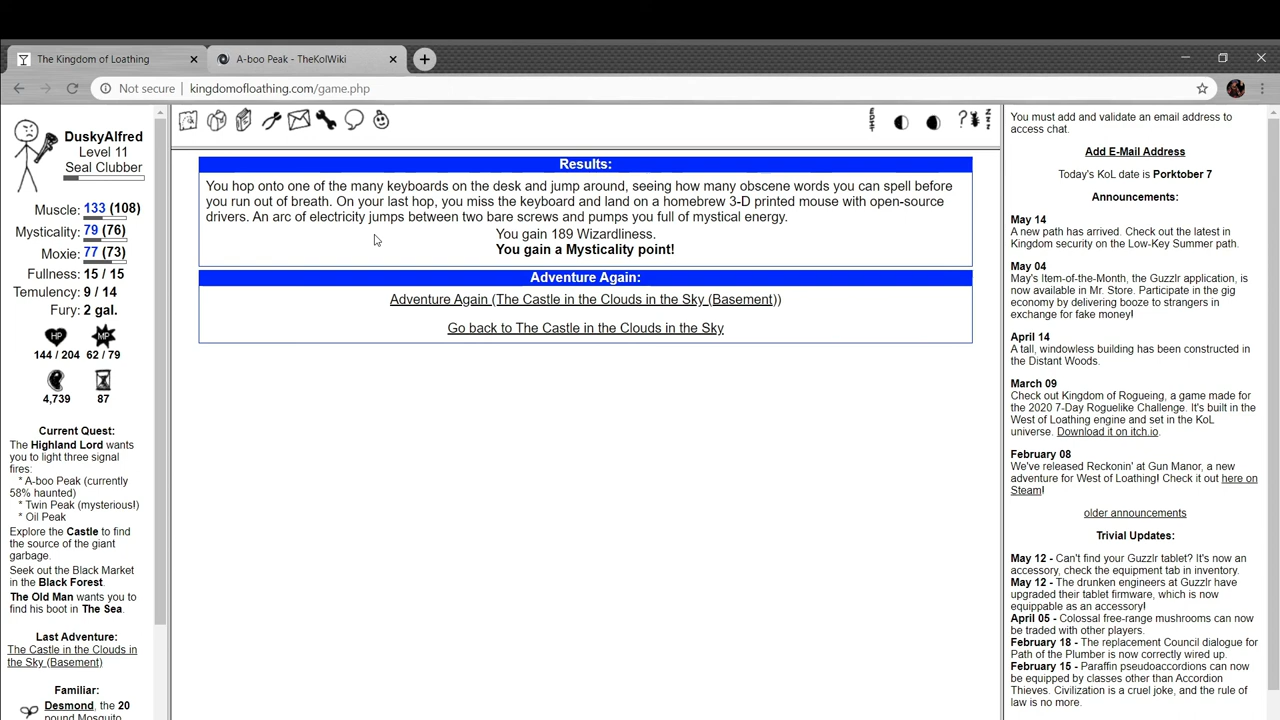 The Kingdom of Loathing
A-boo Peak - TheKolWiki
Not secure
kingdomofloathing.com/game.php
DuskyAlfred
Level 11
Seal Clubber
Muscle: 133 (108)
Mysticality: 79 (76)
Moxie: 77 (73)
Fullness: 15 / 15
Temulency: 9 / 14
Fury: 2 gal.
HP MP
144 / 204 62 / 79
4,739 87
Current Quest:
The Highland Lord wants
you to light three signal
fires:
* A-boo Peak (currently
58% haunted)
* Twin Peak (mysterious!)
* Oil Peak
Explore the Castle to find
the source of the giant
garbage.
Seek out the Black Market
in the Black Forest.
The Old Man wants you to
find his boot in The Sea.
Last Adventure:
The Castle in the Clouds in
the Sky (Basement)
Familiar:
Desmond, the 20
pound Mosquito
Results:
You hop onto one of the many keyboards on the desk and jump around, seeing how many obscene words you can spell before
you run out of breath. On your last hop, you miss the keyboard and land on a homebrew 3-D printed mouse with open-source
drivers. An arc of electricity jumps between two bare screws and pumps you full of mystical energy.
You gain 189 Wizardliness.
You gain a Mysticality point!
Adventure Again:
Adventure Again (The Castle in the Clouds in the Sky (Basement))
Go back to The Castle in the Clouds in the Sky
EDIT
?
ZZZ
You must add and validate an email address to
access chat.
Add E-Mail Address
Today's KoL date is Porktober 7
Announcements:
May 14
A new path has arrived. Check out the latest in
Kingdom security on the Low-Key Summer path.
May 04
May's Item-of-the-Month, the Guzzlr application, is
now available in Mr. Store. Participate in the gig
economy by delivering booze to strangers in
exchange for fake money!
April 14
A tall, windowless building has been constructed in
the Distant Woods.
March 09
Check out Kingdom of Rogueing, a game made for
the 2020 7-Day Roguelike Challenge. It's built in the
West of Loathing engine and set in the KoL
universe. Download it on itch.io.
February 08
We've released Reckonin' at Gun Manor, a new
adventure for West of Loathing! Check it out here on
Steam!
older announcements
Trivial Updates:
May 12 - Can't find your Guzzlr tablet? It's now an
accessory, check the equipment tab in inventory.
May 12 - The drunken engineers at Guzzlr have
upgraded their tablet firmware, which is now
equippable as an accessory!
April 05 - Colossal free-range mushrooms can now
be traded with other players.
February 18 - The replacement Council dialogue for
Path of the Plumber is now correctly wired up.
February 15 - Paraffin pseudoaccordions can now
be equipped by classes other than Accordion
Thieves. Civilization is a cruel joke, and the rule of
law is no more.